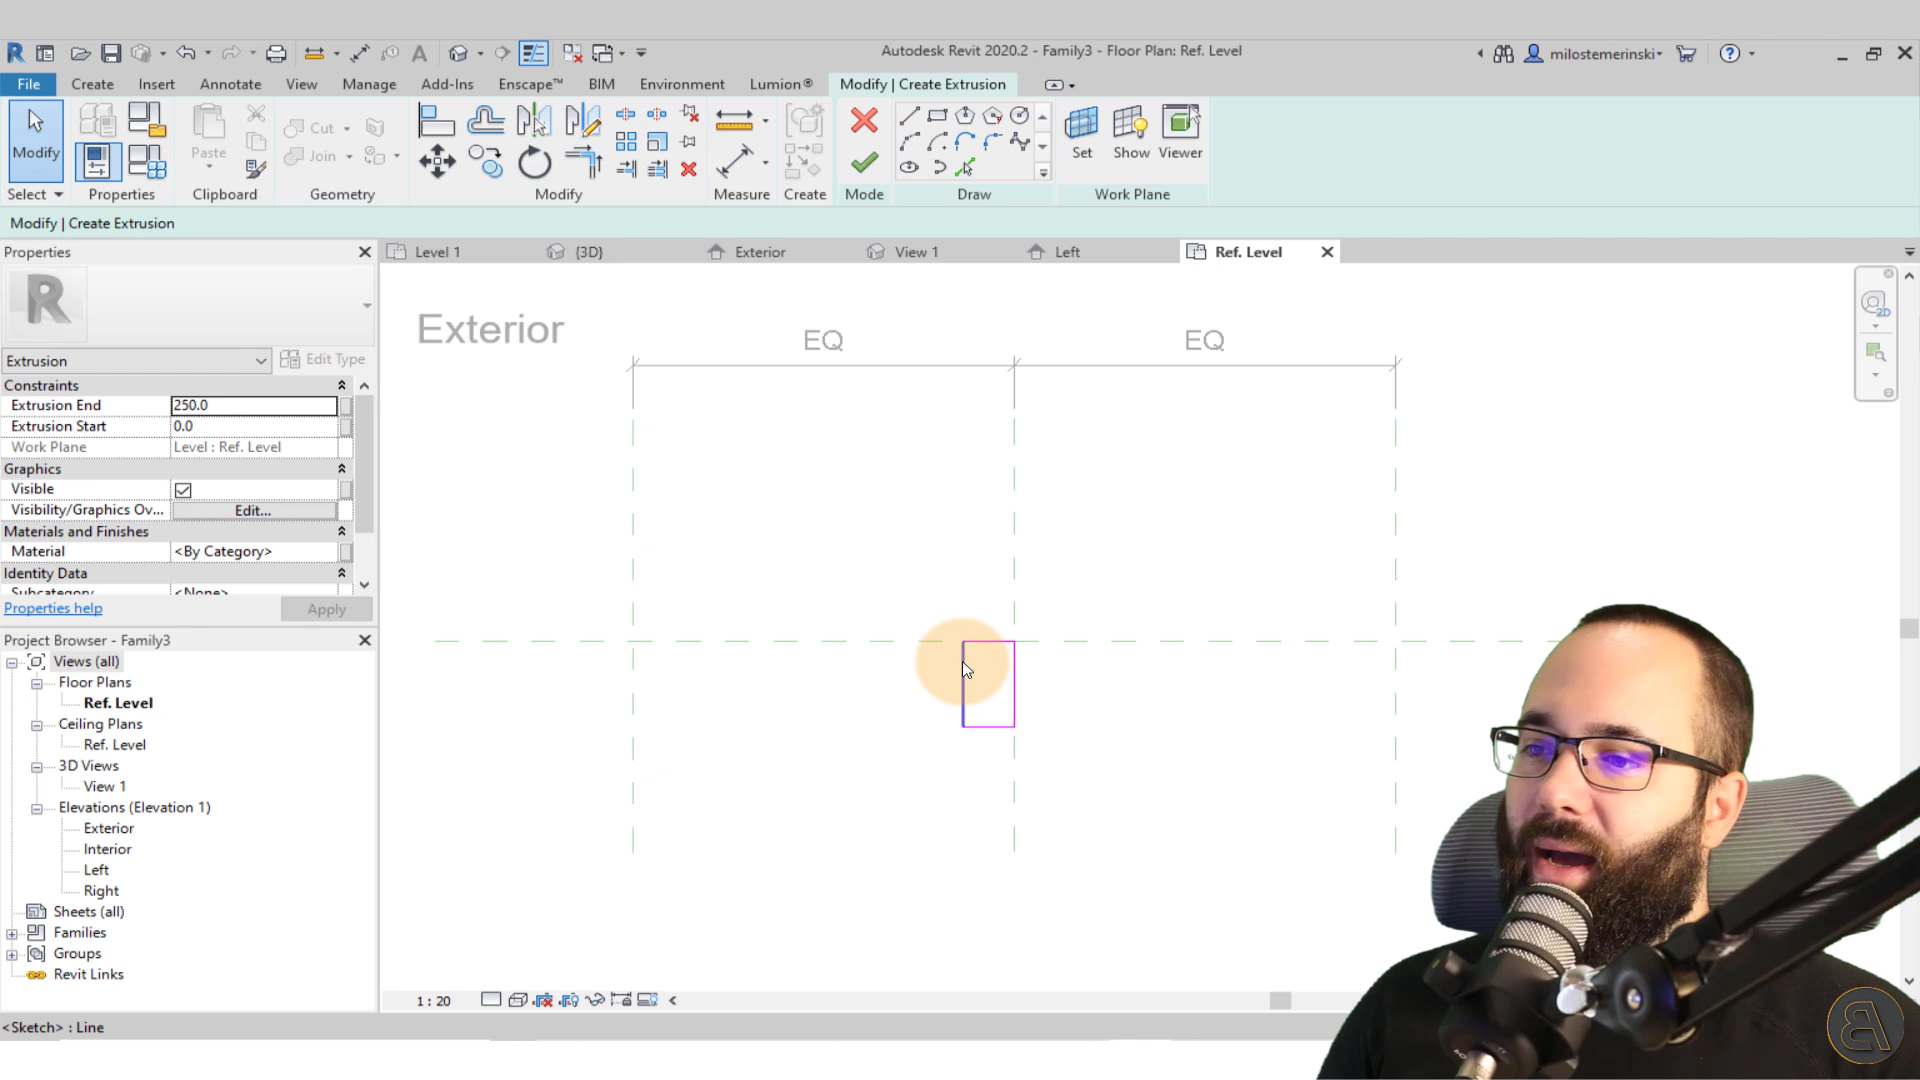 Autodesk Revit 2020.2 - Family3 - Floor Plan: Ref. Level
milostemerinski
File Create Insert Annotate View Manage Add-Ins Enscape™ BIM Environment Lumion® Modify | Create Extrusion
Modify
Paste
Cut
Join
Set Show Viewer
Select Properties Clipboard Geometry Modify Measure Create Mode Draw Work Plane
Modify | Create Extrusion
Properties
Level 1 {3D} Exterior View 1 Left Ref. Level
R
Extrusion Edit Type
Constraints
Extrusion End 250.0
Extrusion Start 0.0
Work Plane Level : Ref. Level
Graphics
Visible
Visibility/Graphics Ov... Edit...
Materials and Finishes
Material <By Category>
Identity Data
Subcategory <None>
Properties help Apply
Project Browser - Family3
Views (all)
Floor Plans
Ref. Level
Ceiling Plans
Ref. Level
3D Views
View 1
Elevations (Elevation 1)
Exterior
Interior
Left
Right
Sheets (all)
Families
Groups
Revit Links
Exterior
EQ EQ
2D
1 : 20
<Sketch> : Line